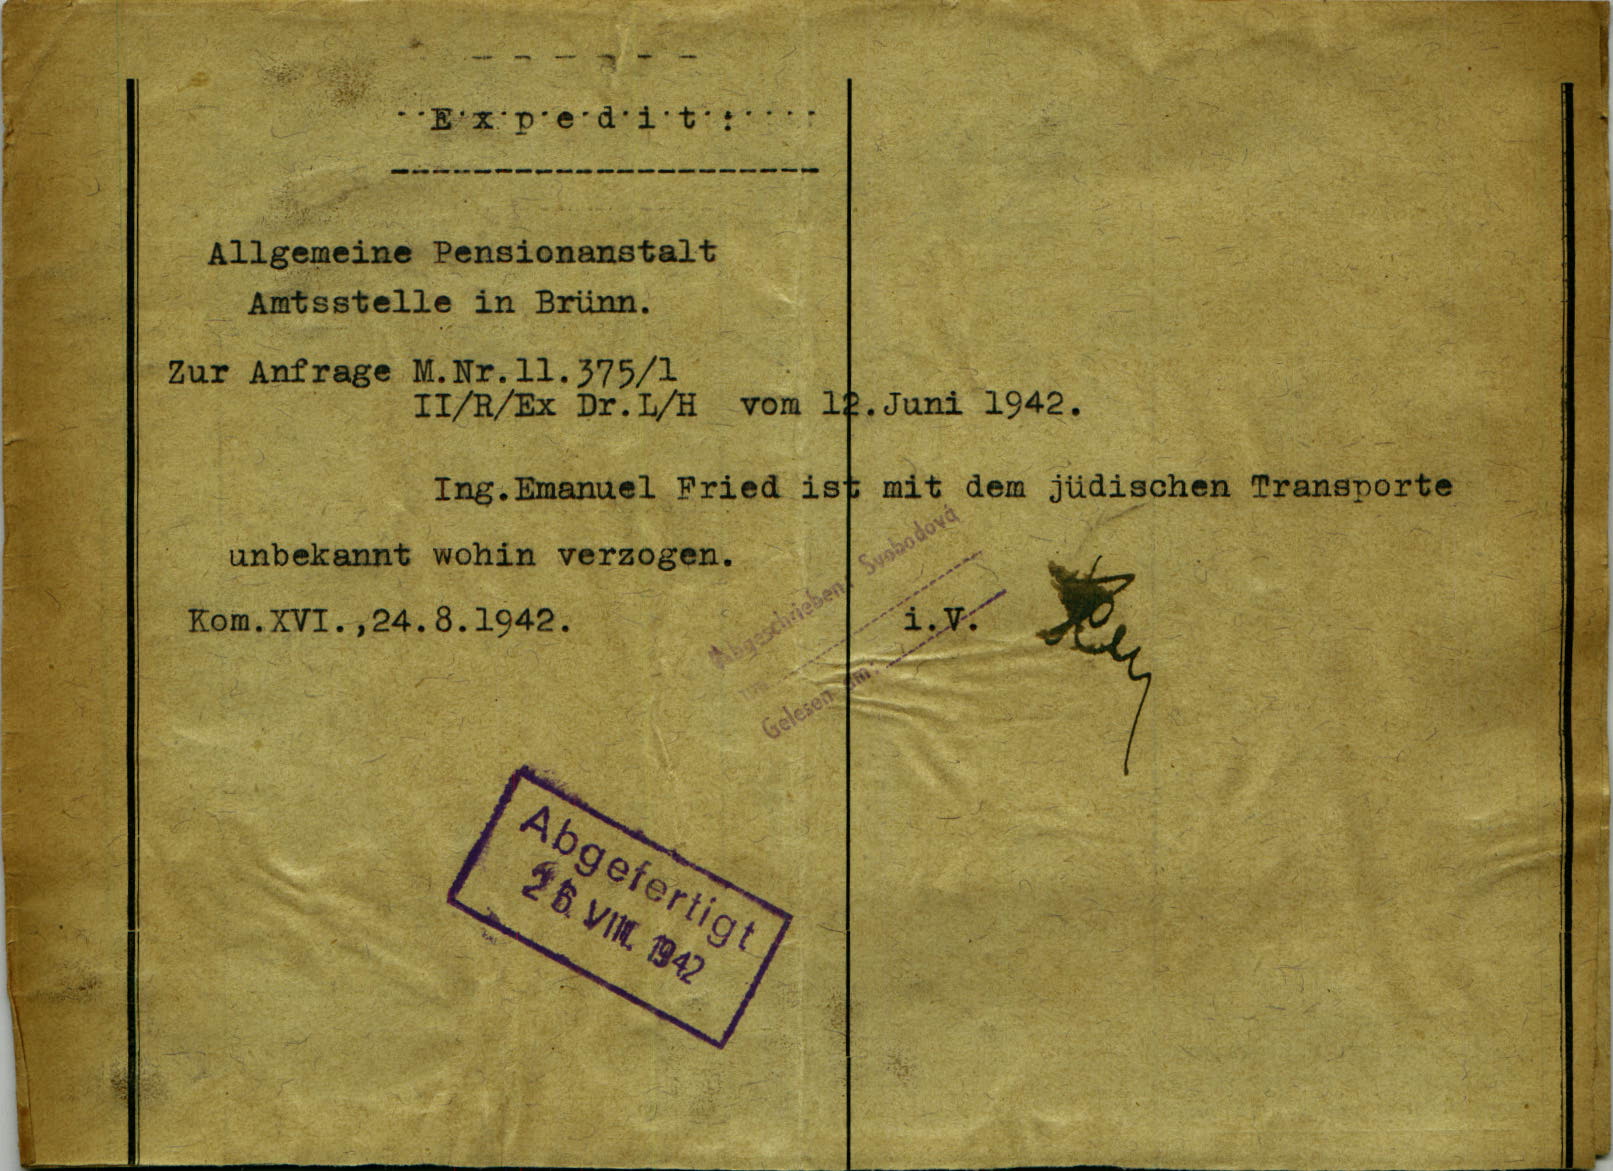 Expedit:
Allgemeine Pensionanstalt
Amtsstelle in Brünn.
Zur Anfrage M.Nr.11.375/1
II/R/Ex Dr.L/H vom 12.Juni 1942.
Ing.Emanuel Fried ist mit dem jüdischen Transporte
unbekannt wohin verzogen.
Kom.XVI.,24.8.1942.
i.V.
Abgeschrieben: Svobodová
am:
Gelesen am:
Abgefertigt
26. VIII. 1942